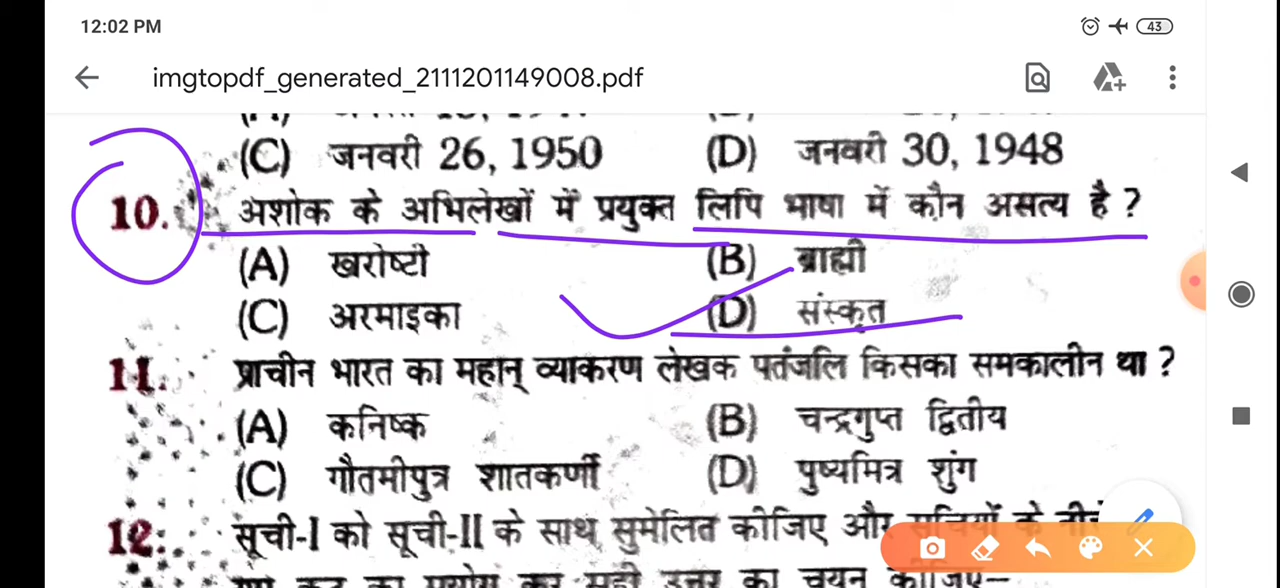 12:02 PM
43
imgtopdf_generated_2111201149008.pdf
(C) जनवरी 26, 1950 (D) जनवरी 30, 1948
10. अशोक के अभिलेखों में प्रयुक्त लिपि भाषा में कौन असत्य है ?
(A) खरोष्टी (B) ब्राह्मी
(C) अरमाइका (D) संस्कृत
11. प्राचीन भारत का महान् व्याकरण लेखक पतंजलि किसका समकालीन था ?
(A) कनिष्क (B) चन्द्रगुप्त द्वितीय
(C) गौतमीपुत्र शातकर्णी (D) पुष्यमित्र शुंग
12. सूची-I को सूची-II के साथ सुमेलित कीजिए और सूचियों के नीचे